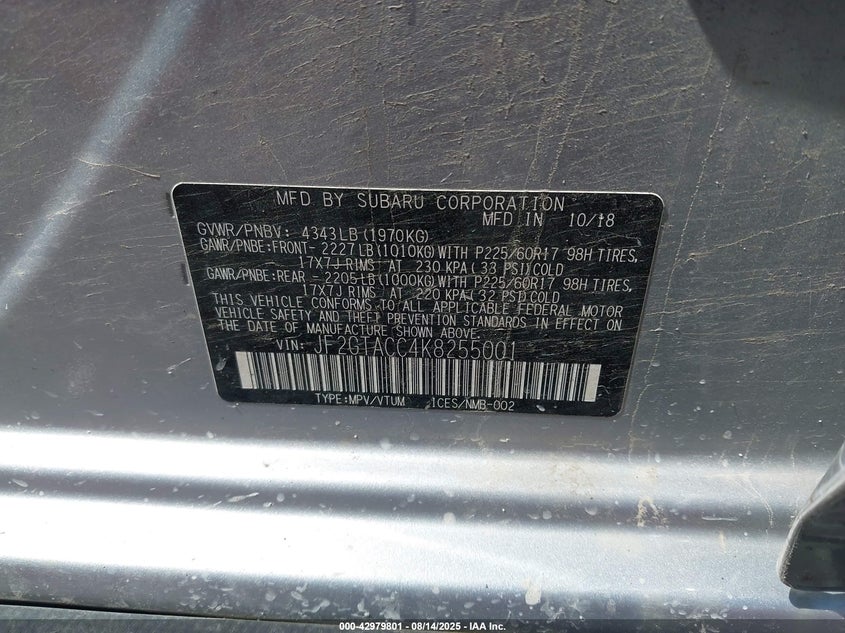 MFD BY SUBARU CORPORATION
MFD IN 10/18
GVWR/PNBV: 4343LB(1970KG)
GAWR/PNBE:FRONT- 2227LB(1010KG)WITH P225/60R17 98H TIRES,
17X7J RIMS AT 230 KPA(33 PSI)COLD
GAWR/PNBE:REAR - 2205LB(1000KG)WITH P225/60R17 98H TIRES,
17X7J RIMS AT 220 KPA(32 PSI)COLD
THIS VEHICLE CONFORMS TO ALL APPLICABLE FEDERAL MOTOR
VEHICLE SAFETY AND THEFT PREVENTION STANDARDS IN EFFECT ON
THE DATE OF MANUFACTURE SHOWN ABOVE.
VIN: JF2GTACC4K8255001
TYPE:MPV/VTUM ICES/NMB-002
000-42979801 - 08/14/2025 - IAA Inc.